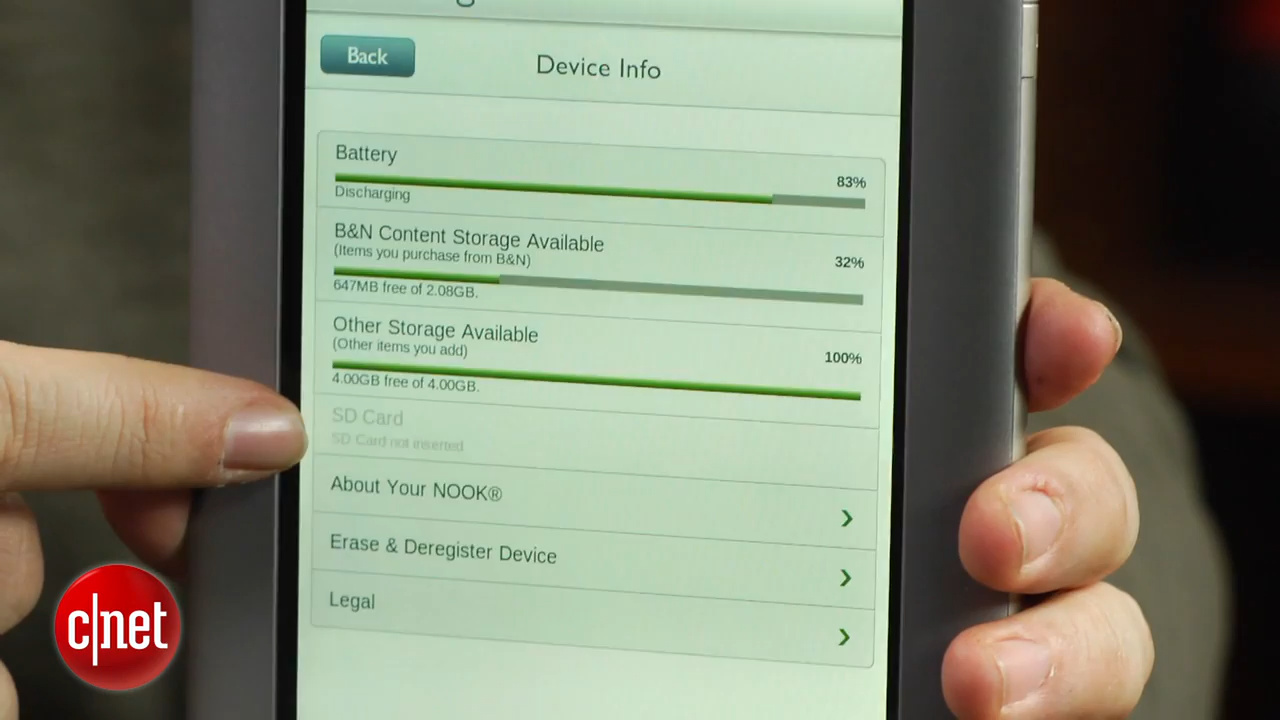 Back
Device Info
Battery
83%
Discharging
B&N Content Storage Available
(Items you purchase from B&N)
32%
647MB free of 2.08GB.
Other Storage Available
(Other items you add)
100%
4.00GB free of 4.00GB.
SD Card
SD Card not inserted
About Your NOOK®
Erase & Deregister Device
Legal
c|net